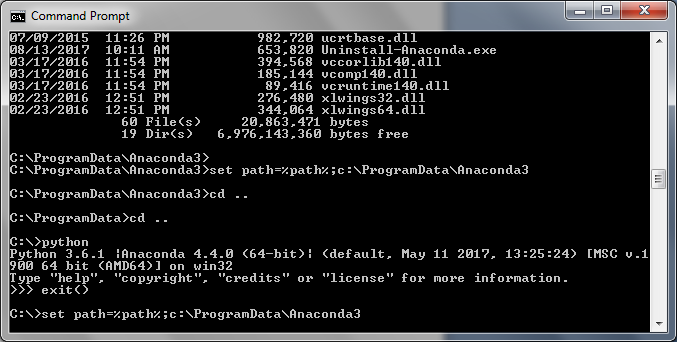 Command Prompt
07/09/2015  11:26 PM           982,720 ucrtbase.dll
08/13/2017  10:11 AM           653,820 Uninstall-Anaconda.exe
03/17/2016  11:54 PM           394,568 vccorlib140.dll
03/17/2016  11:54 PM           185,144 vcomp140.dll
03/17/2016  11:54 PM            89,416 vcruntime140.dll
02/23/2016  12:51 PM           276,480 xlwings32.dll
02/23/2016  12:51 PM           344,064 xlwings64.dll
              60 File(s)     20,863,471 bytes
              19 Dir(s)   6,976,143,360 bytes free
C:\ProgramData\Anaconda3>
C:\ProgramData\Anaconda3>set path=%path%;c:\ProgramData\Anaconda3
C:\ProgramData\Anaconda3>cd ..
C:\ProgramData>cd ..
C:\>python
Python 3.6.1 |Anaconda 4.4.0 (64-bit)| (default, May 11 2017, 13:25:24) [MSC v.1
900 64 bit (AMD64)] on win32
Type "help", "copyright", "credits" or "license" for more information.
>>> exit()
C:\>set path=%path%;c:\ProgramData\Anaconda3